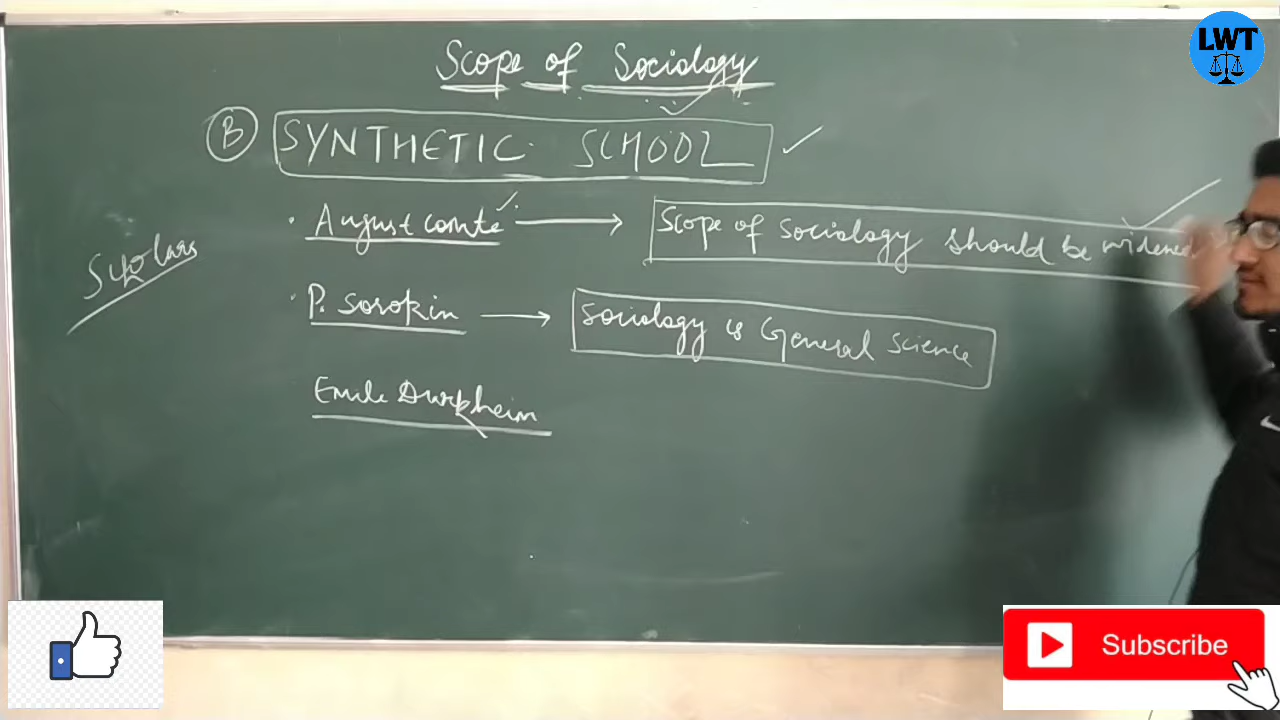 LWT
Scope of Sociology
B SYNTHETIC SCHOOL
Scholars
• August comte → Scope of Sociology should be widened
• P. Sorokin → Sociology is General Science
Emile Durkheim
Subscribe